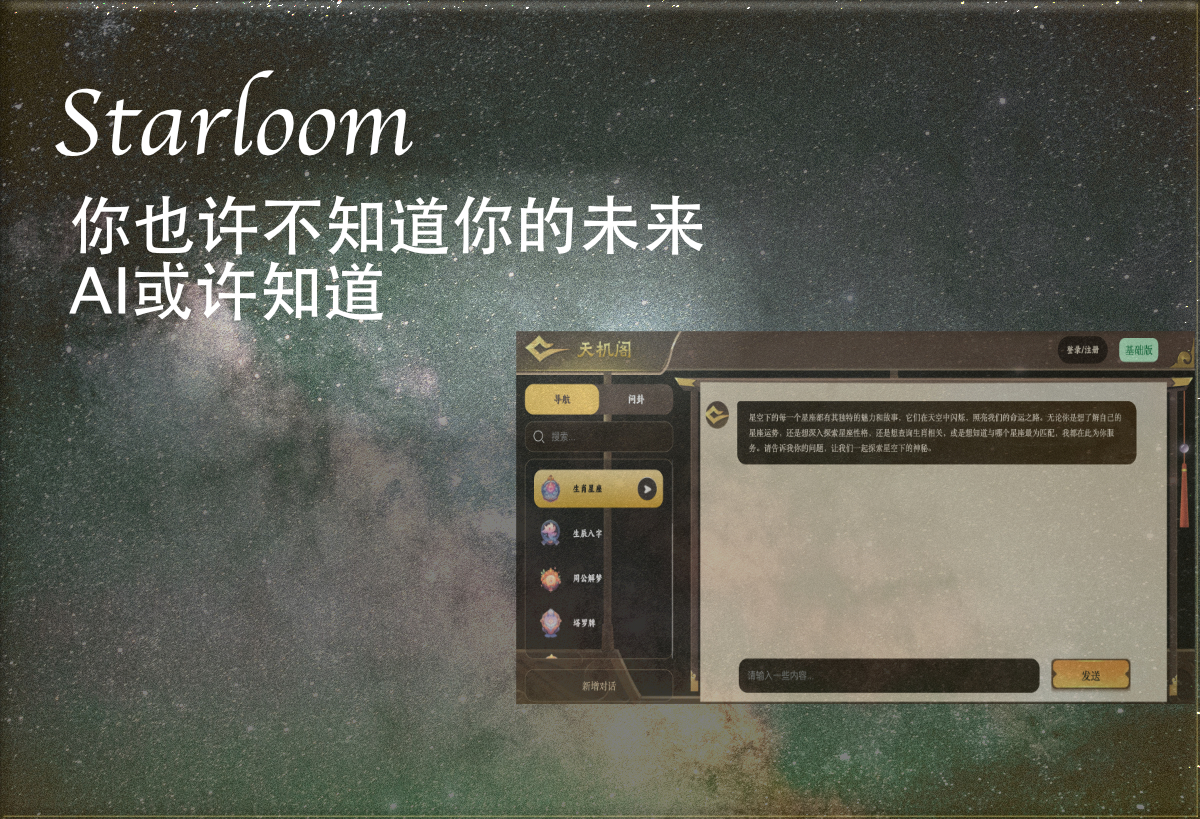 Starloom
你也许不知道你的未来
AI或许知道
天机阁
登录/注册
基础版
导航
问卦
搜索...
生肖星座
生辰八字
周公解梦
塔罗牌
新增对话
星空下的每一个星座都有其独特的魅力和故事，它们在天空中闪烁，照亮我们的命运之路。无论你是想了解自己的
星座运势，还是想深入探索星座性格，还是想查询生肖相关，或是想知道与哪个星座最为匹配，我都在此为你服
务。请告诉我你的问题，让我们一起探索星空下的神秘。
请输入一些内容...
发送